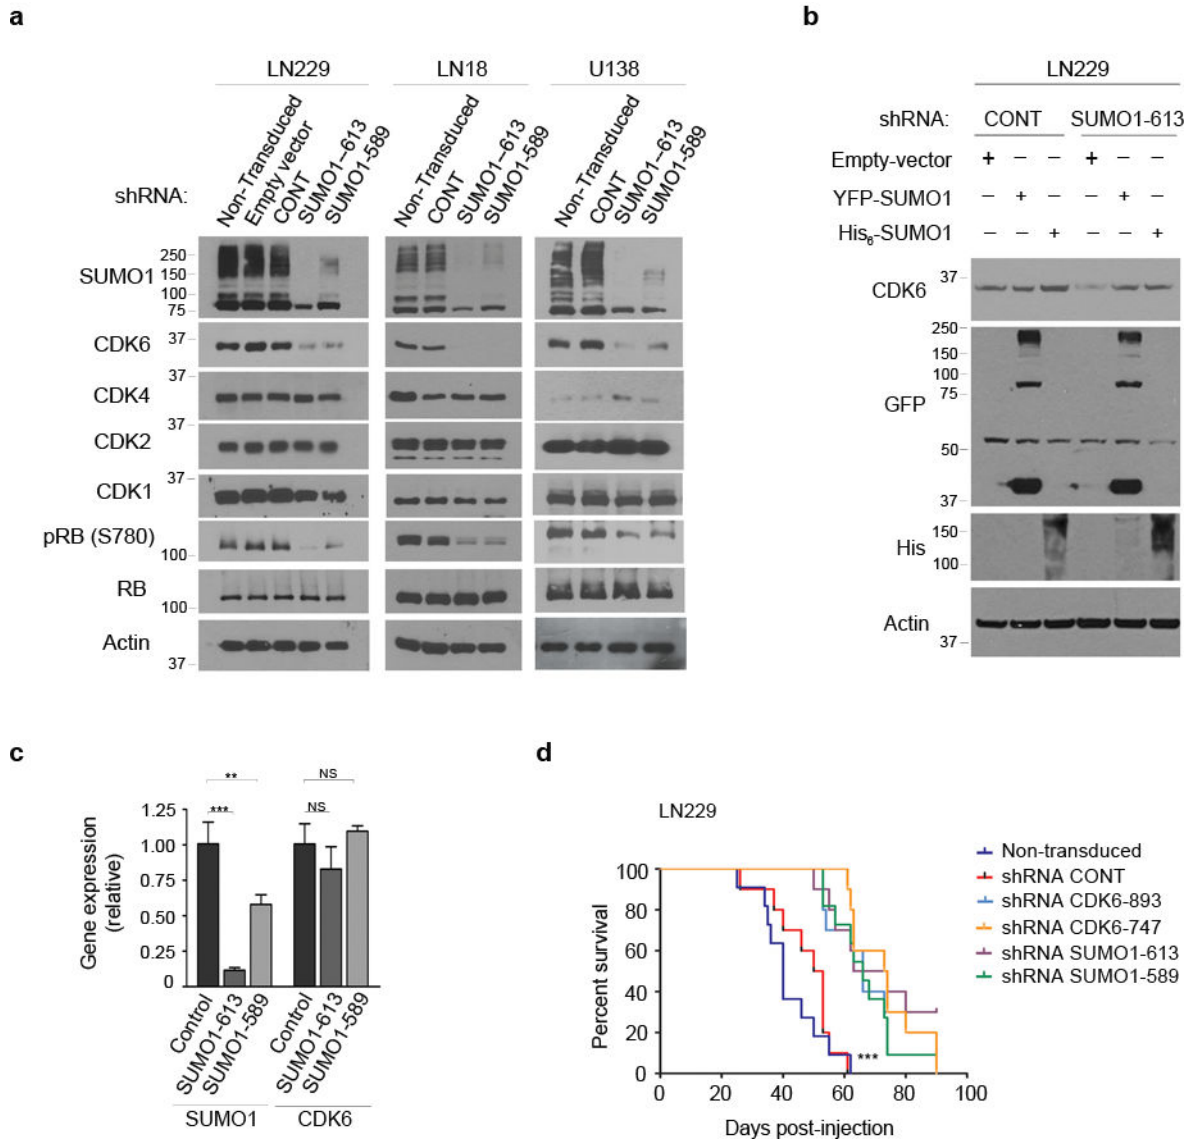 a
LN229 LN18 U138
shRNA:
Non-Transduced
Empty vector
CONT
SUMO1-613
SUMO1-589
Non-Transduced
CONT
SUMO1-613
SUMO1-589
Non-Transduced
CONT
SUMO1-613
SUMO1-589
SUMO1
250
150
100
75
CDK6
37
CDK4
37
CDK2
37
CDK1
37
pRB (S780)
100
RB
100
Actin
37
b
LN229
shRNA: CONT SUMO1-613
Empty-vector + – – + – –
YFP-SUMO1 – + – – + –
His6-SUMO1 – – + – – +
CDK6
37
GFP
250
150
100
75
50
37
His
150
100
Actin
37
c
Gene expression
(relative)
1.25
1.00
0.75
0.50
0.25
0
**
***
NS
NS
Control
SUMO1-613
SUMO1-589
Control
SUMO1-613
SUMO1-589
SUMO1 CDK6
d
LN229
Percent survival
100
80
60
40
20
0
***
0 20 40 60 80 100
Days post-injection
Non-transduced
shRNA CONT
shRNA CDK6-893
shRNA CDK6-747
shRNA SUMO1-613
shRNA SUMO1-589